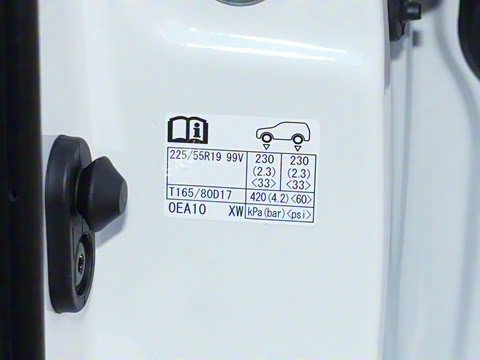 225/55R19 99V 230 230
(2.3) (2.3)
<33> <33>
T165/80D17 420(4.2)<60>
0EA10 XW kPa(bar)<psi>